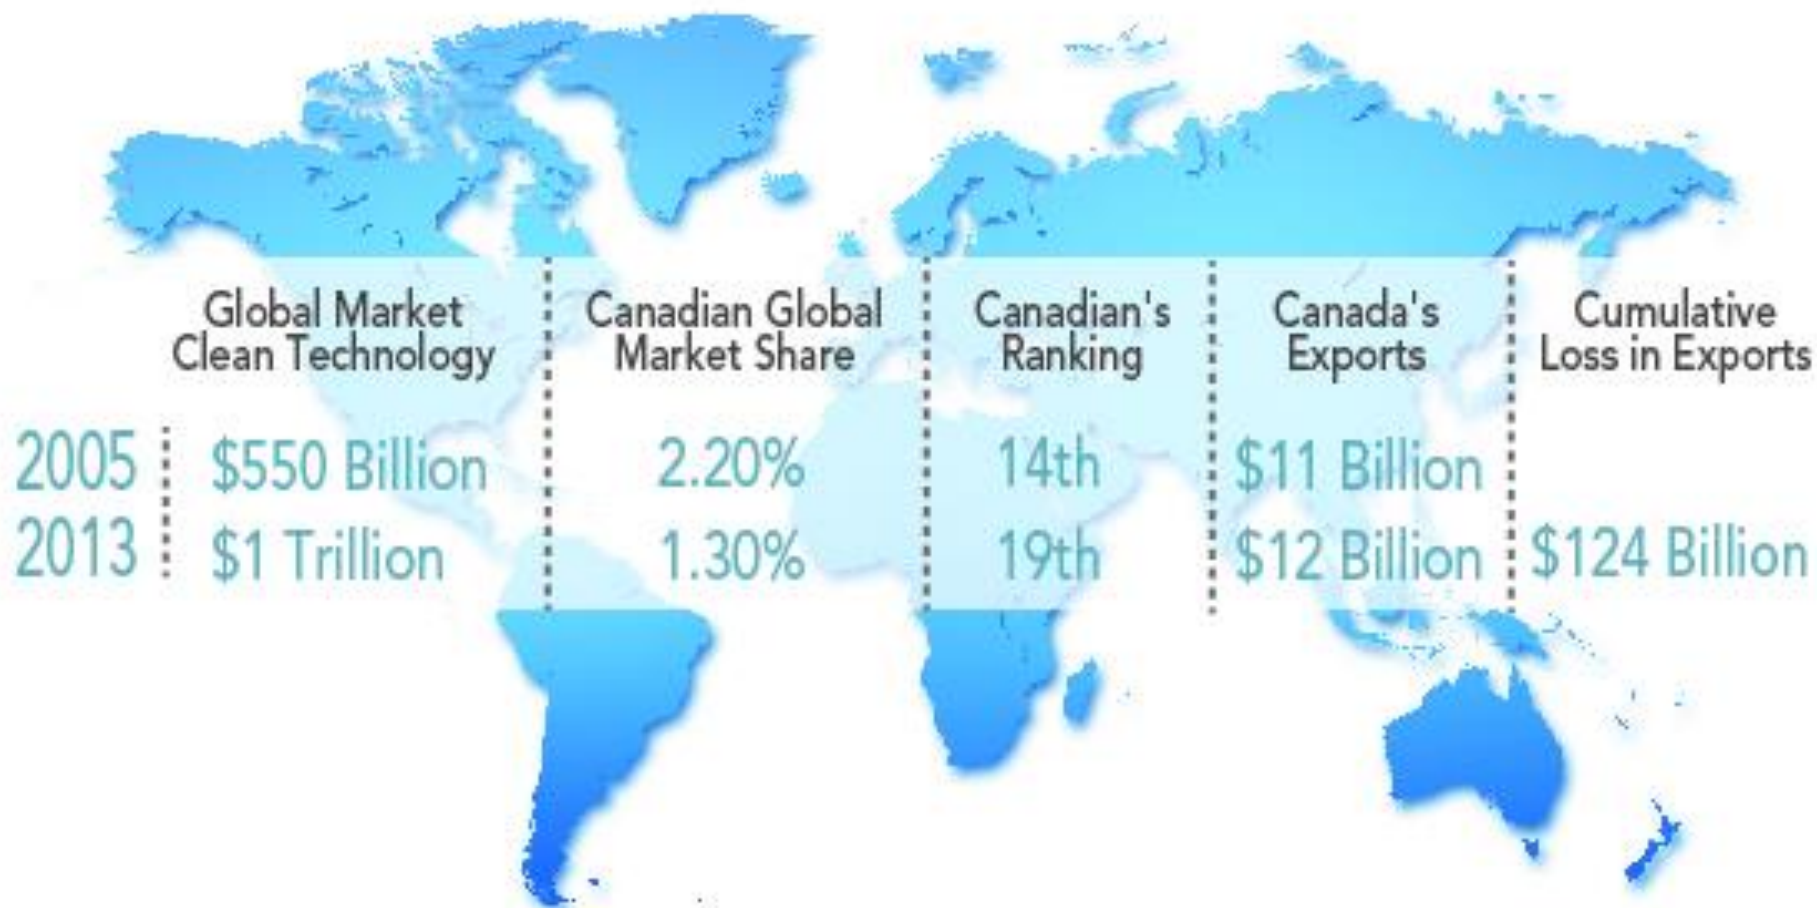 Global Market
Clean Technology
Canadian Global
Market Share
Canadian's
Ranking
Canada's
Exports
Cumulative
Loss in Exports
2005 $550 Billion 2.20% 14th $11 Billion
2013 $1 Trillion 1.30% 19th $12 Billion $124 Billion